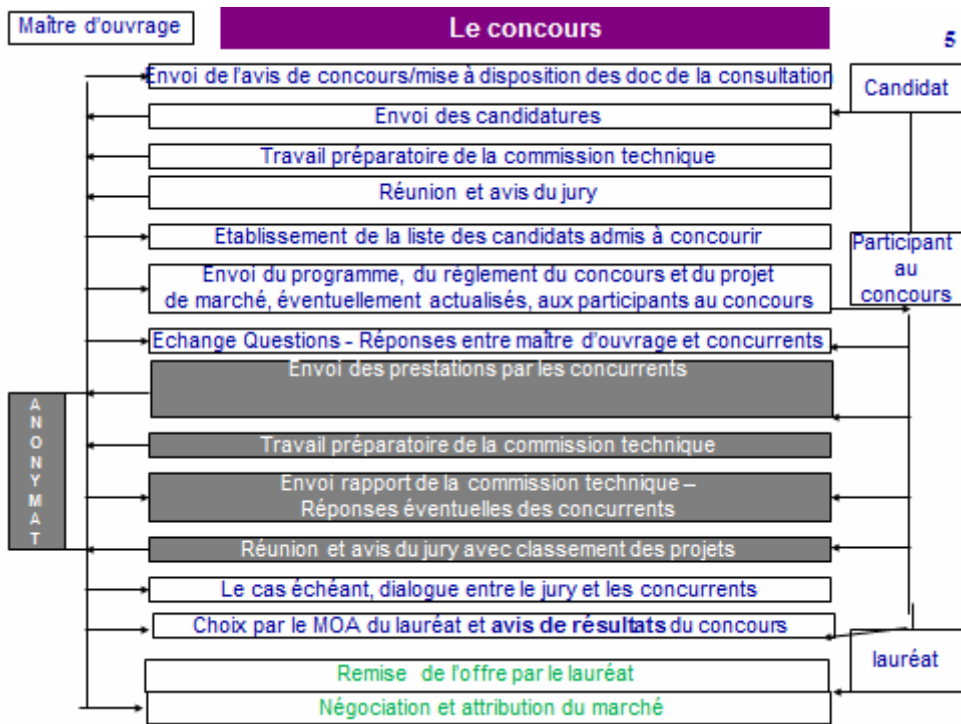 Maître d'ouvrage
Le concours
5
Envoi de l'avis de concours/mise à disposition des doc de la consultation
Candidat
Envoi des candidatures
Travail préparatoire de la commission technique
Réunion et avis du jury
Etablissement de la liste des candidats admis à concourir
Participant
au
concours
Envoi du programme, du réglement du concours et du projet
de marché, éventuellement actualisés, aux participants au concours
Echange Questions - Réponses entre maître d'ouvrage et concurrents
Envoi des prestations par les concurrents
A
N
O
N
Y
M
A
T
Travail préparatoire de la commission technique
Envoi rapport de la commission technique –
Réponses éventuelles des concurrents
Réunion et avis du jury avec classement des projets
Le cas échéant, dialogue entre le jury et les concurrents
Choix par le MOA du lauréat et avis de résultats du concours
lauréat
Remise de l'offre par le lauréat
Négociation et attribution du marché